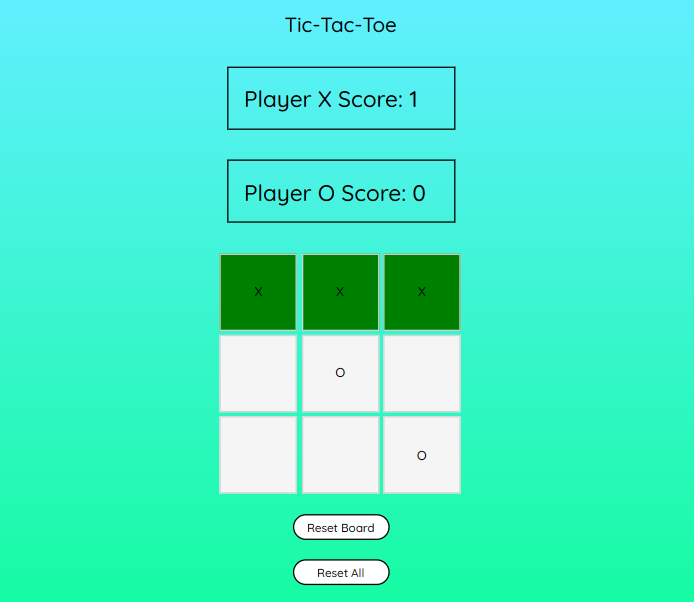 Tic-Tac-Toe
Player X Score: 1
Player O Score: 0
X X X
O
O
Reset Board
Reset All